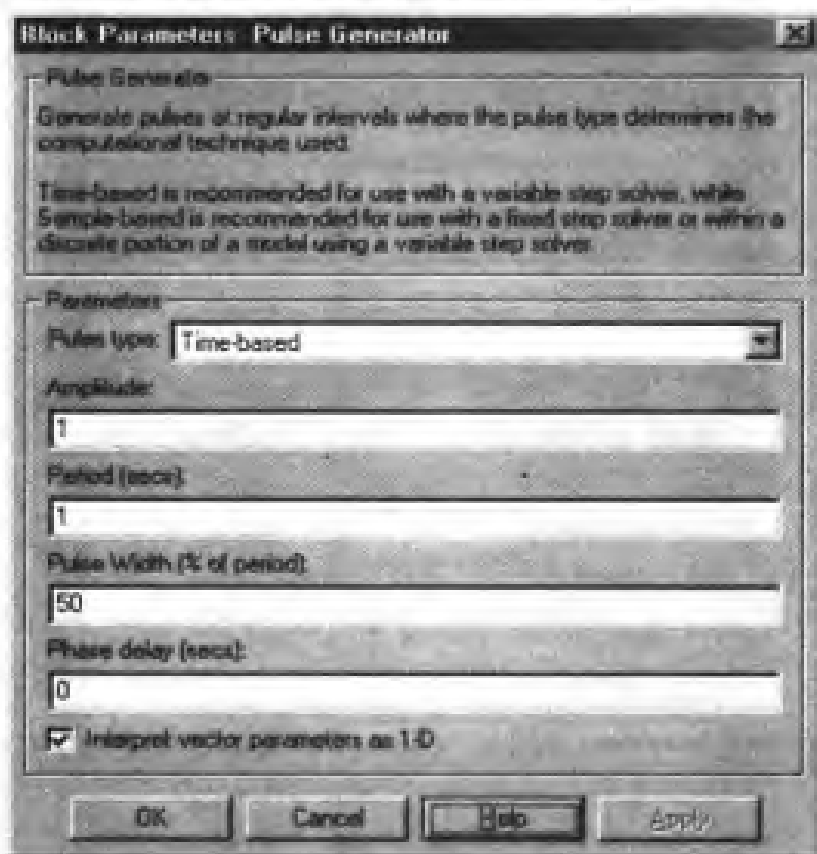 Block Parameters: Pulse Generator
Pulse Generator
Generate pulses at regular intervals where the pulse type determines the
computational technique used.
Time-based is recommended for use with a variable step solver, while
Sample-based is recommended for use with a fixed step solver or within a
discrete portion of a model using a variable step solver.
Parameters
Pulse type: Time-based
Amplitude:
1
Period (secs):
1
Pulse Width (% of period):
50
Phase delay (secs):
0
Interpret vector parameters as 1-D
OK Cancel Help Apply